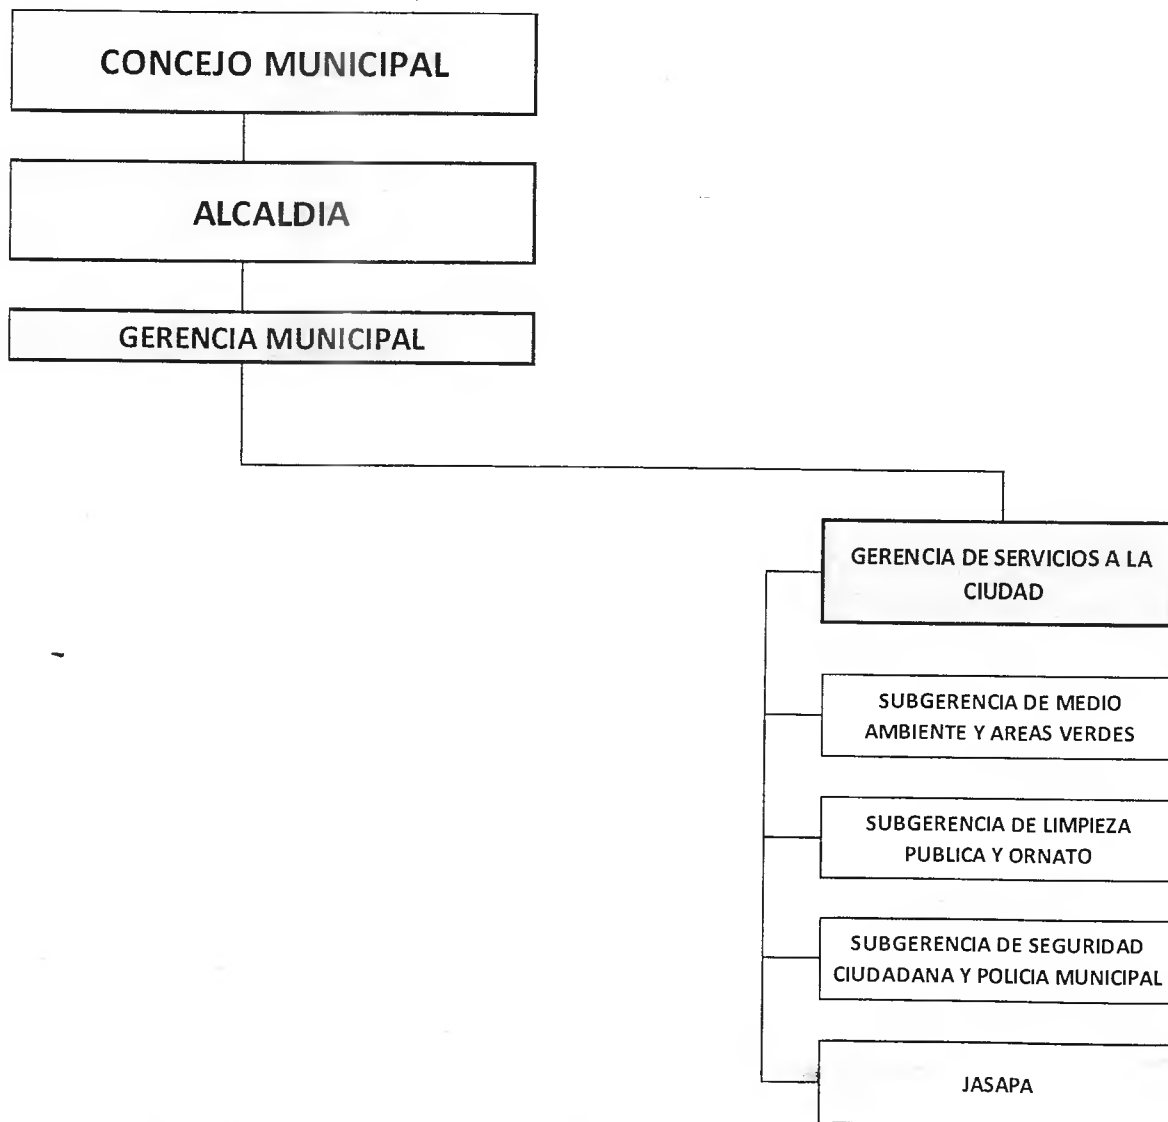 CONCEJO MUNICIPAL
ALCALDIA
GERENCIA MUNICIPAL
GERENCIA DE SERVICIOS A LA
CIUDAD
SUBGERENCIA DE MEDIO
AMBIENTE Y AREAS VERDES
SUBGERENCIA DE LIMPIEZA
PUBLICA Y ORNATO
SUBGERENCIA DE SEGURIDAD
CIUDADANA Y POLICIA MUNICIPAL
JASAPA